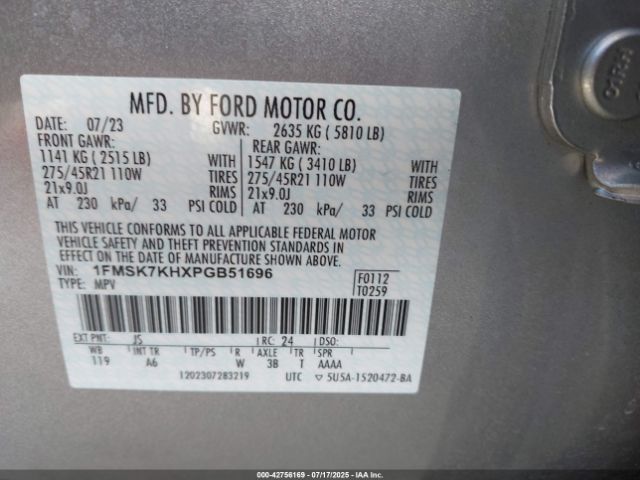 MFD. BY FORD MOTOR CO.
DATE: 07/23 GVWR: 2635 KG ( 5810 LB)
FRONT GAWR: REAR GAWR:
1141 KG ( 2515 LB) WITH 1547 KG ( 3410 LB) WITH
275/45R21 110W TIRES 275/45R21 110W TIRES
21x9.0J RIMS 21x9.0J RIMS
AT 230 kPa/ 33 PSI COLD AT 230 kPa/ 33 PSI COLD
THIS VEHICLE CONFORMS TO ALL APPLICABLE FEDERAL MOTOR
VEHICLE SAFETY AND THEFT PREVENTION STANDARDS IN
EFFECT ON THE DATE OF MANUFACTURE SHOWN ABOVE.
VIN: 1FMSK7KHXPGB51696 F0112
TYPE: MPV T0259
EXT PNT: JS RC: 24 DSO:
WB INT TR TP/PS R AXLE TR SPR
119 A6 W 3B T AAAA
1202307283219 UTC ▽ 5U5A-1520472-BA
000-42756169 - 07/17/2025 - IAAI.COM